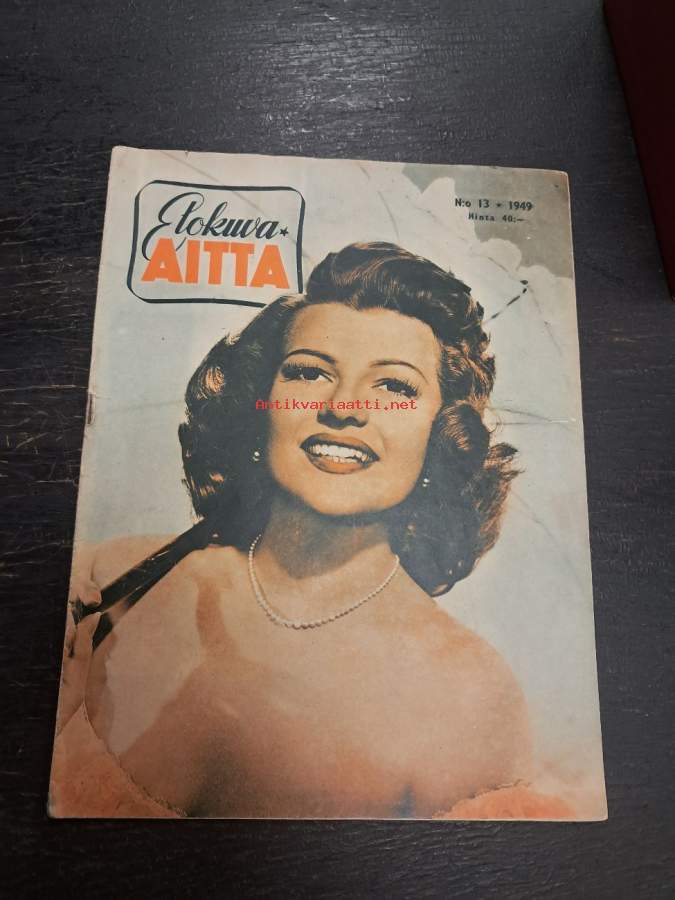 Elokuva
AITTA
N:o 13 ★ 1949
Hinta 40:—
Antikvariaatti.net